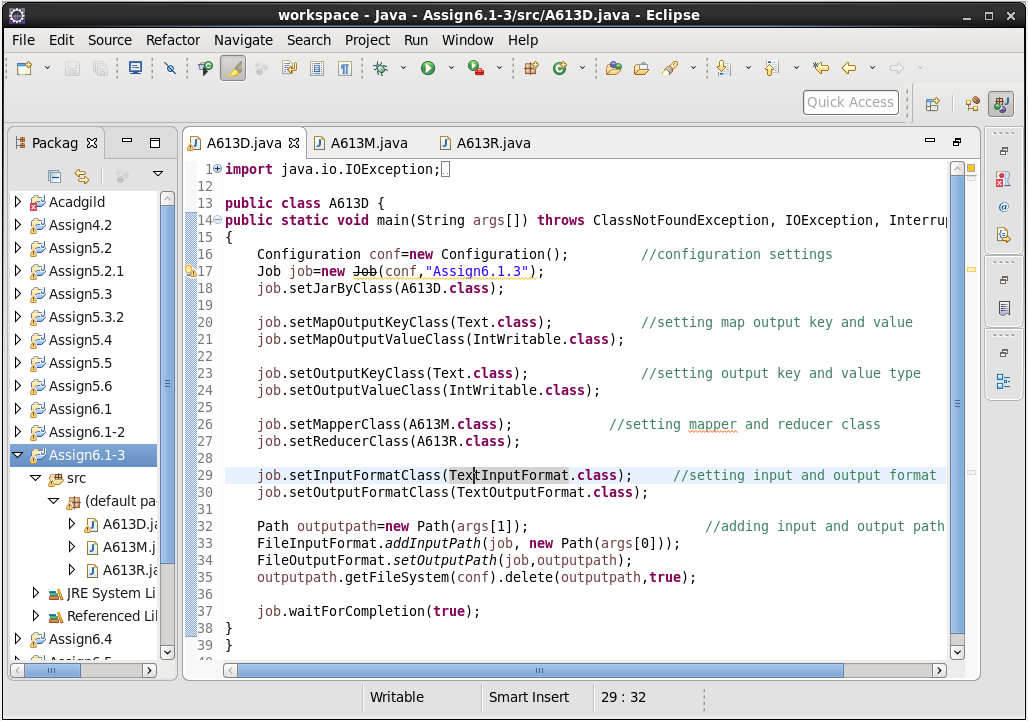 workspace - Java - Assign6.1-3/src/A613D.java - Eclipse
File Edit Source Refactor Navigate Search Project Run Window Help
Quick Access
Packag
Acadgild
Assign4.2
Assign5.2
Assign5.2.1
Assign5.3
Assign5.3.2
Assign5.4
Assign5.5
Assign5.6
Assign6.1
Assign6.1-2
Assign6.1-3
src
(default pa
A613D.ja
A613M.j
A613R.ja
JRE System Li
Referenced Lil
Assign6.4
A613D.java A613M.java A613R.java
1 import java.io.IOException;
12
13 public class A613D {
14 public static void main(String args[]) throws ClassNotFoundException, IOException, Interrup
15 {
16 Configuration conf=new Configuration(); //configuration settings
17 Job job=new Job(conf,"Assign6.1.3");
18 job.setJarByClass(A613D.class);
19
20 job.setMapOutputKeyClass(Text.class); //setting map output key and value
21 job.setMapOutputValueClass(IntWritable.class);
22
23 job.setOutputKeyClass(Text.class); //setting output key and value type
24 job.setOutputValueClass(IntWritable.class);
25
26 job.setMapperClass(A613M.class); //setting mapper and reducer class
27 job.setReducerClass(A613R.class);
28
29 job.setInputFormatClass(TextInputFormat.class); //setting input and output format
30 job.setOutputFormatClass(TextOutputFormat.class);
31
32 Path outputpath=new Path(args[1]); //adding input and output path
33 FileInputFormat.addInputPath(job, new Path(args[0]));
34 FileOutputFormat.setOutputPath(job,outputpath);
35 outputpath.getFileSystem(conf).delete(outputpath,true);
36
37 job.waitForCompletion(true);
38 }
39 }
Writable Smart Insert 29 : 32